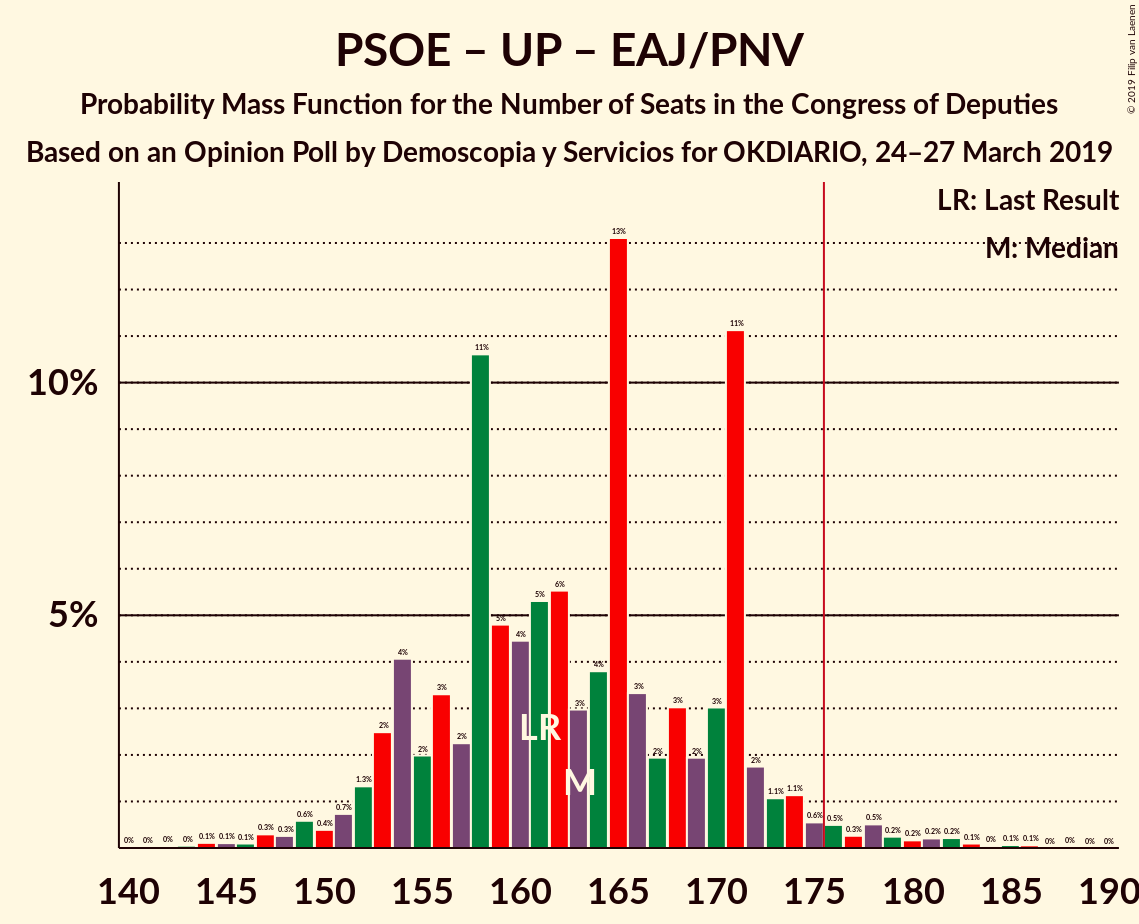 PSOE – UP – EAJ/PNV
Probability Mass Function for the Number of Seats in the Congress of Deputies
Based on an Opinion Poll by Demoscopia y Servicios for OKDIARIO, 24–27 March 2019
© 2019 Filip van Laenen
LR: Last Result
M: Median
10%
5%
0% 0% 0% 0% 0.1% 0.1% 0.1% 0.3% 0.3% 0.6% 0.4% 0.7% 1.3% 2% 4% 2% 3% 2% 11% 5% 4% 5% 6% 3% 4% 13% 3% 2% 3% 2% 3% 11% 2% 1.1% 1.1% 0.6% 0.5% 0.3% 0.5% 0.2% 0.2% 0.2% 0.2% 0.1% 0% 0.1% 0.1% 0% 0% 0% 0%
LR
M
140 145 150 155 160 165 170 175 180 185 190